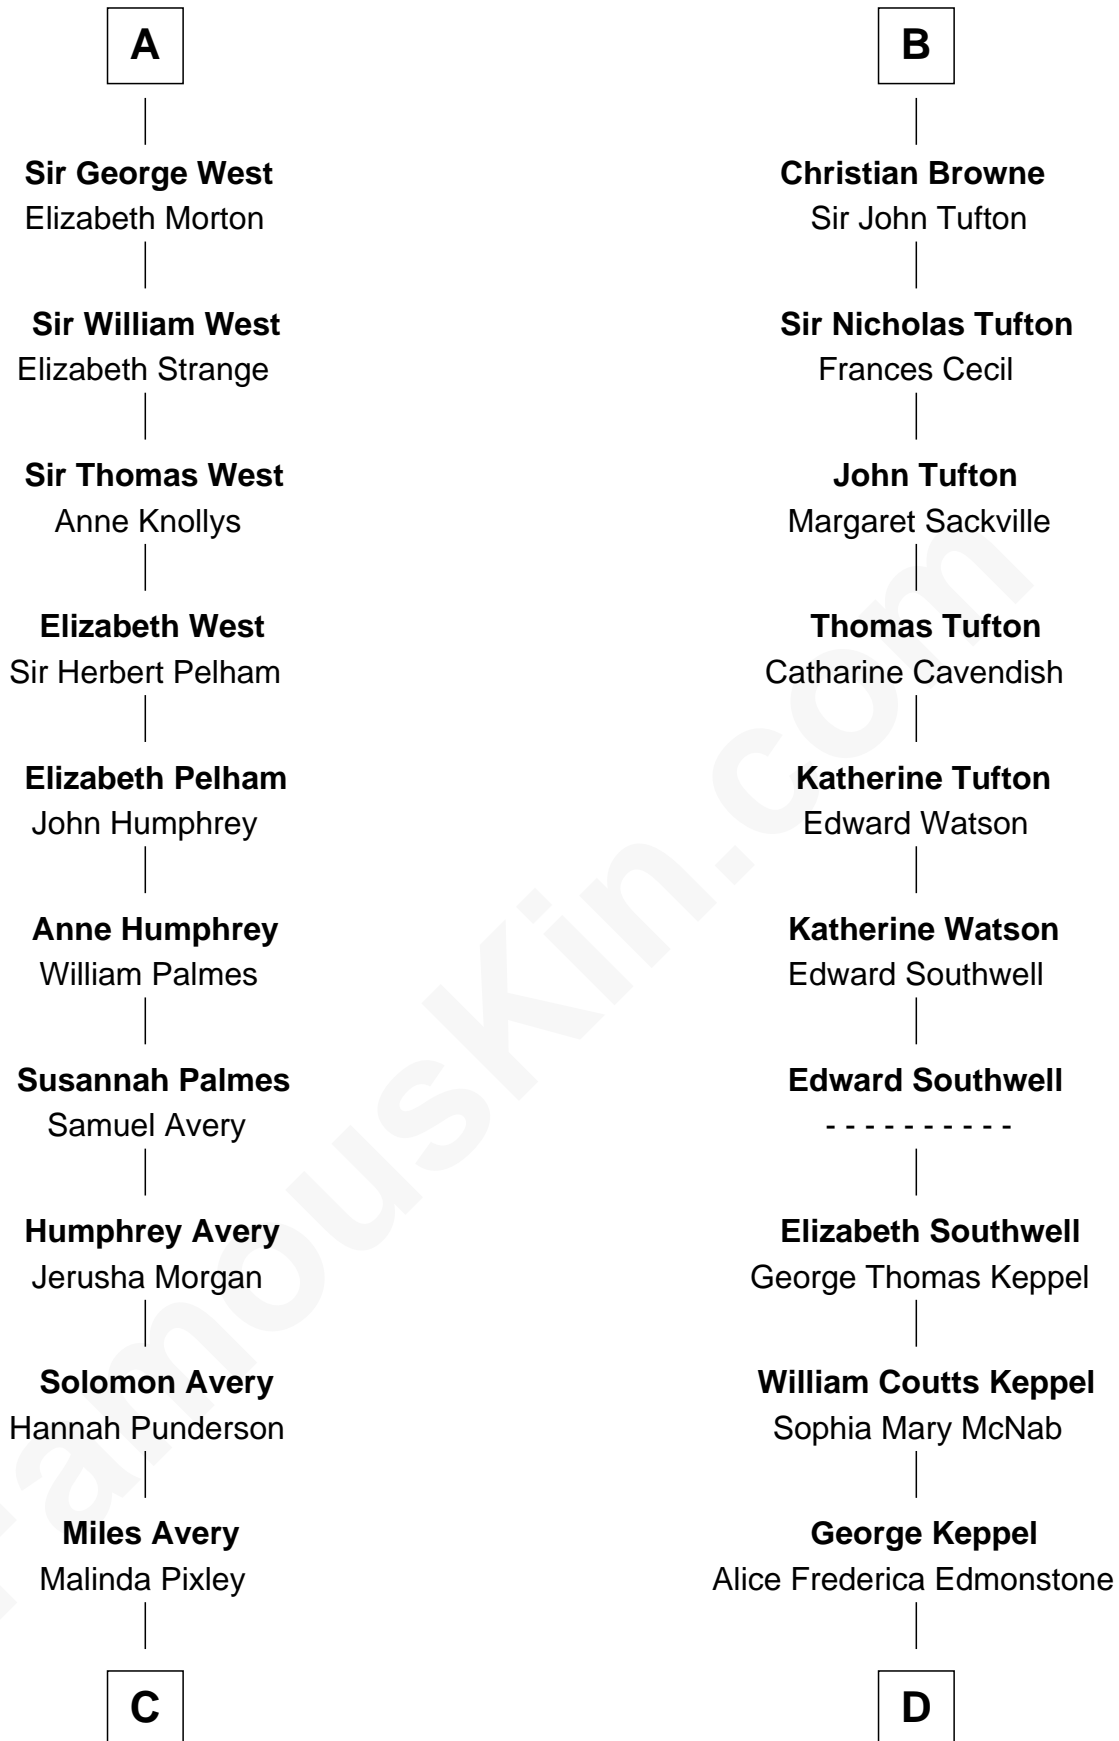 A
Sir George West
Elizabeth Morton
Sir William West
Elizabeth Strange
Sir Thomas West
Anne Knollys
Elizabeth West
Sir Herbert Pelham
Elizabeth Pelham
John Humphrey
Anne Humphrey
William Palmes
Susannah Palmes
Samuel Avery
Humphrey Avery
Jerusha Morgan
Solomon Avery
Hannah Punderson
Miles Avery
Malinda Pixley
C
B
Christian Browne
Sir John Tufton
Sir Nicholas Tufton
Frances Cecil
John Tufton
Margaret Sackville
Thomas Tufton
Catharine Cavendish
Katherine Tufton
Edward Watson
Katherine Watson
Edward Southwell
Edward Southwell
- - - - - - - - - -
Elizabeth Southwell
George Thomas Keppel
William Coutts Keppel
Sophia Mary McNab
George Keppel
Alice Frederica Edmonstone
D
FamousKin.com